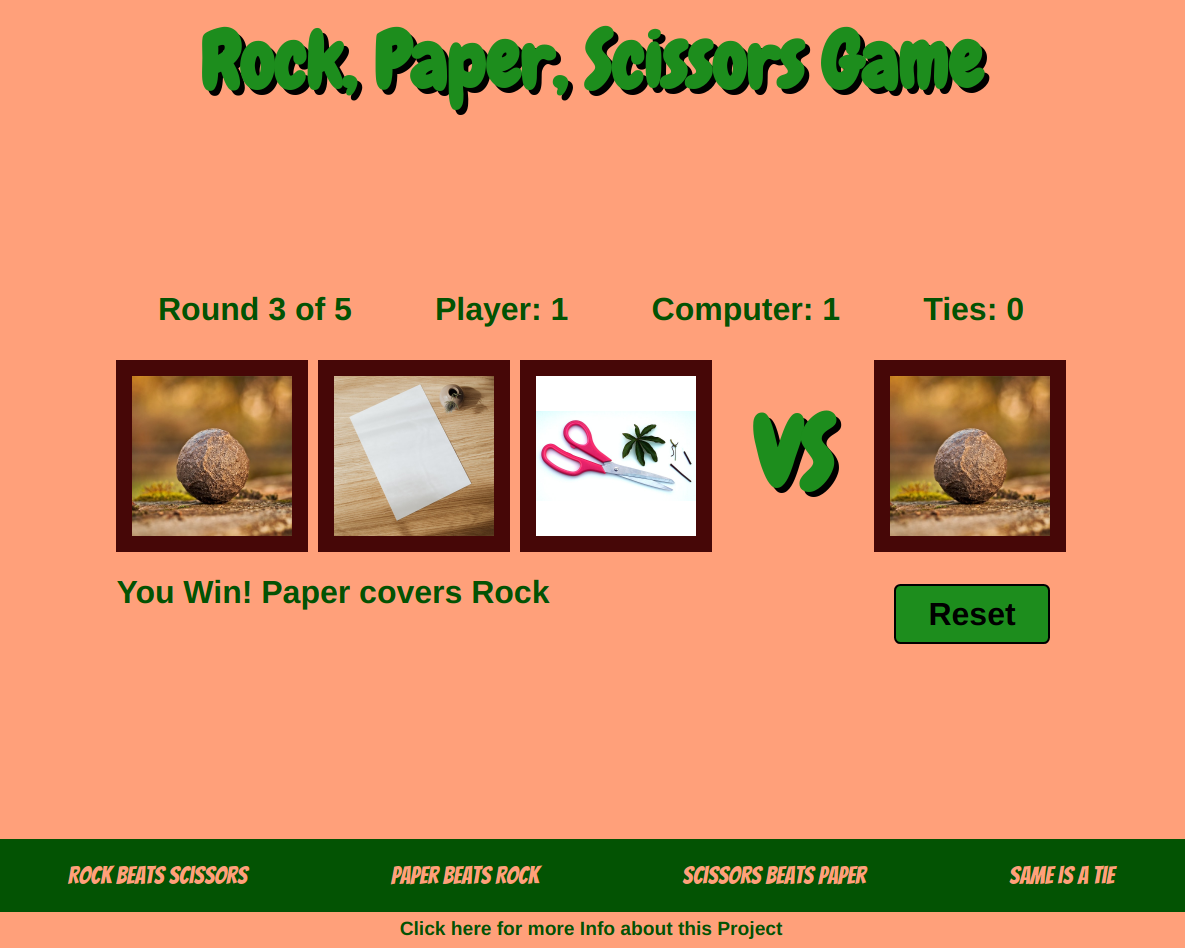 Rock, Paper, Scissors Game
Round 3 of 5 Player: 1 Computer: 1 Ties: 0
VS
You Win! Paper covers Rock
Reset
ROCK BEATS SCISSORS PAPER BEATS ROCK SCISSORS BEATS PAPER SAME IS A TIE
Click here for more Info about this Project